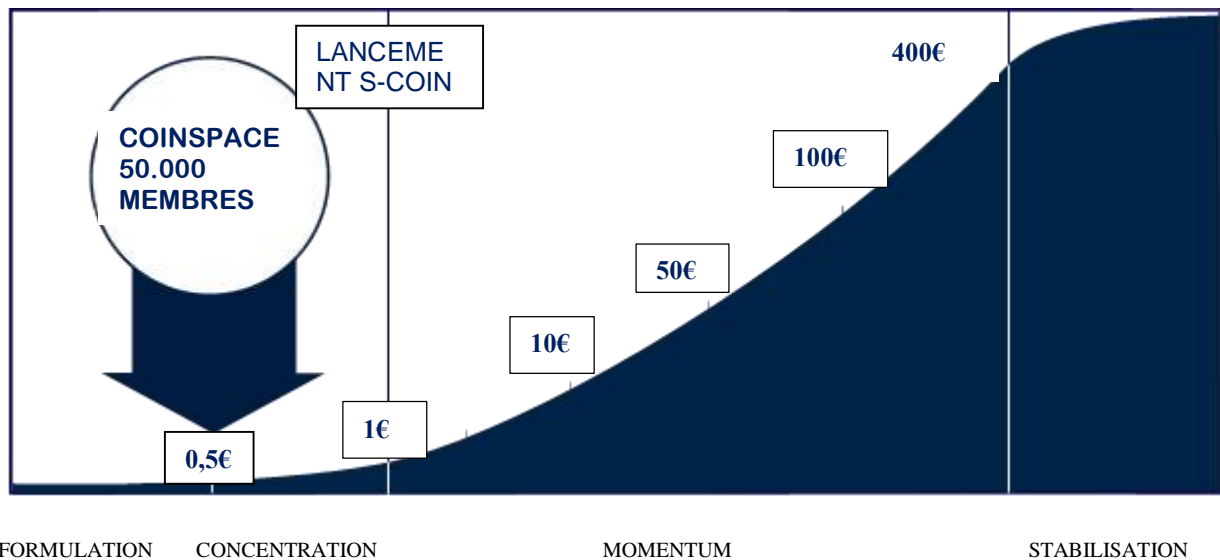 LANCEME
NT S-COIN
400€
COINSPACE
50.000
MEMBRES
100€
50€
10€
1€
0,5€
FORMULATION CONCENTRATION MOMENTUM STABILISATION